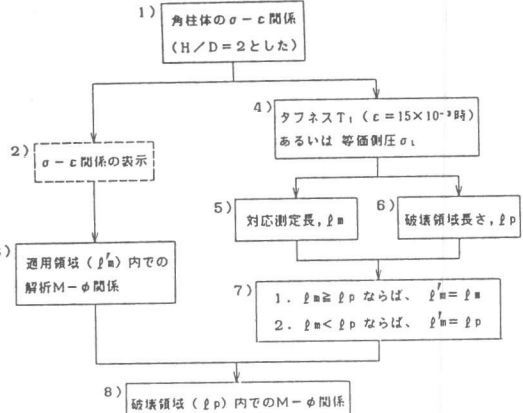 1)
角柱体のσ－ε関係
(H/D=2とした)
4)
タフネスT₁(ε=15×10⁻³時)
あるいは 等価側圧σ₁
2)
σ－ε関係の表示
5)
対応測定長,ℓm
6)
破壊領域長さ,ℓp
)
適用領域(ℓ'm)内での
解析M－φ関係
7)
1. ℓm≧ℓpならば、ℓ'm=ℓm
2. ℓm<ℓpならば、ℓ'm=ℓp
8)
破壊領域(ℓp)内でのM－φ関係